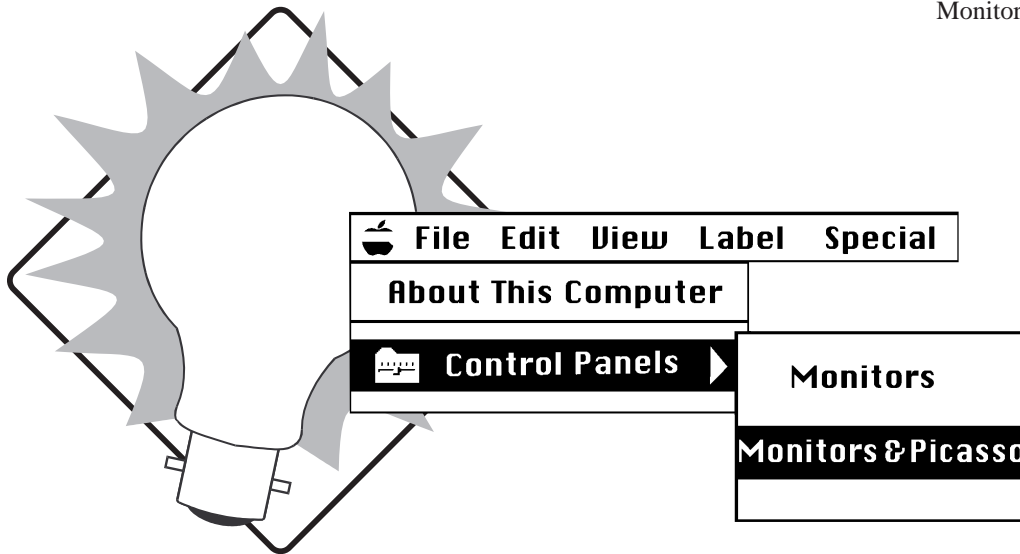 Monitor
File Edit View Label Special
About This Computer
Control Panels
Monitors
Monitors & Picasso